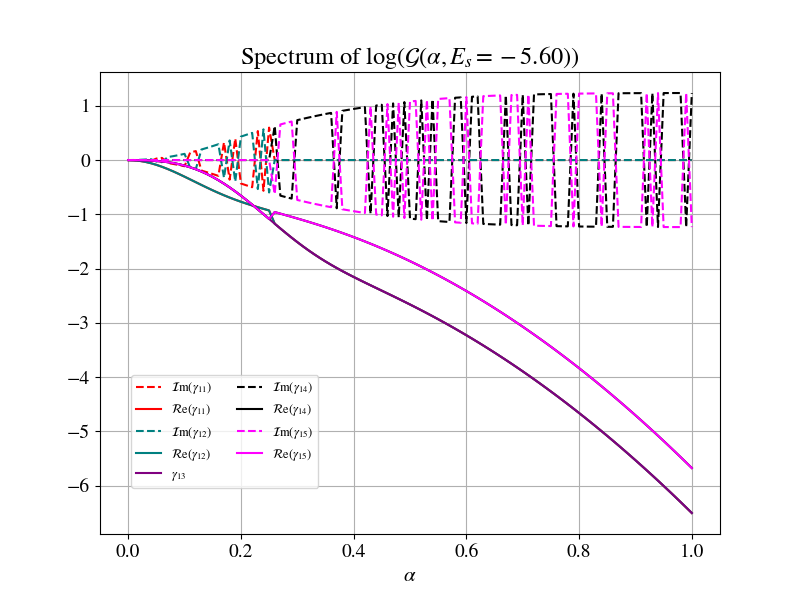 Spectrum of log(𝒢(α, E_s = −5.60))
1
0
−1
−2
−3
−4
−5
−6
ℐm(γ₁₁)
ℛe(γ₁₁)
ℐm(γ₁₂)
ℛe(γ₁₂)
γ₁₃
ℐm(γ₁₄)
ℛe(γ₁₄)
ℐm(γ₁₅)
ℛe(γ₁₅)
0.0 0.2 0.4 0.6 0.8 1.0
α